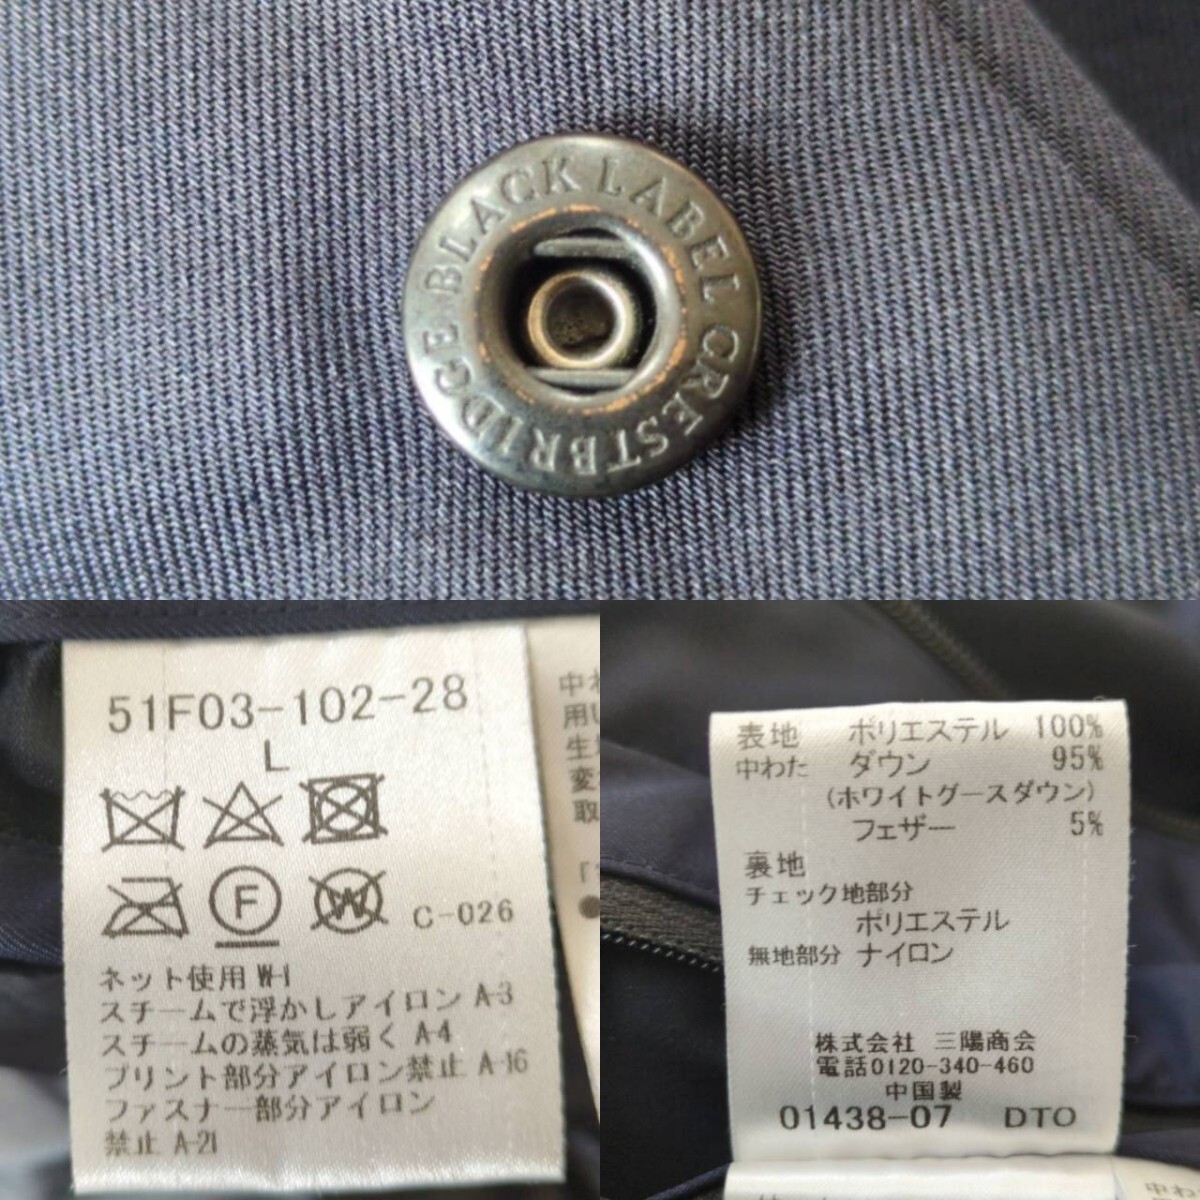 BLACK LABEL CRESTBRIDGE
51F03-102-28
L
F
W
C-026
ネット使用 W-1
スチームで浮かしアイロン A-3
スチームの蒸気は弱く A-4
プリント部分アイロン禁止 A-16
ファスナー部分アイロン
禁止 A-21
中わ
用し
変
取
表地 ポリエステル 100%
中わた ダウン 95%
(ホワイトグースダウン)
フェザー 5%
裏地
チェック地部分
ポリエステル
無地部分 ナイロン
株式会社 三陽商会
電話0120-340-460
中国製
01438-07 DTO